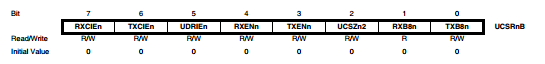 Bit 7 6 5 4 3 2 1 0
RXCIEn TXCIEn UDRIEn RXENn TXENn UCSZn2 RXB8n TXB8n UCSRnB
Read/Write R/W R/W R/W R/W R/W R/W R R/W
Initial Value 0 0 0 0 0 0 0 0